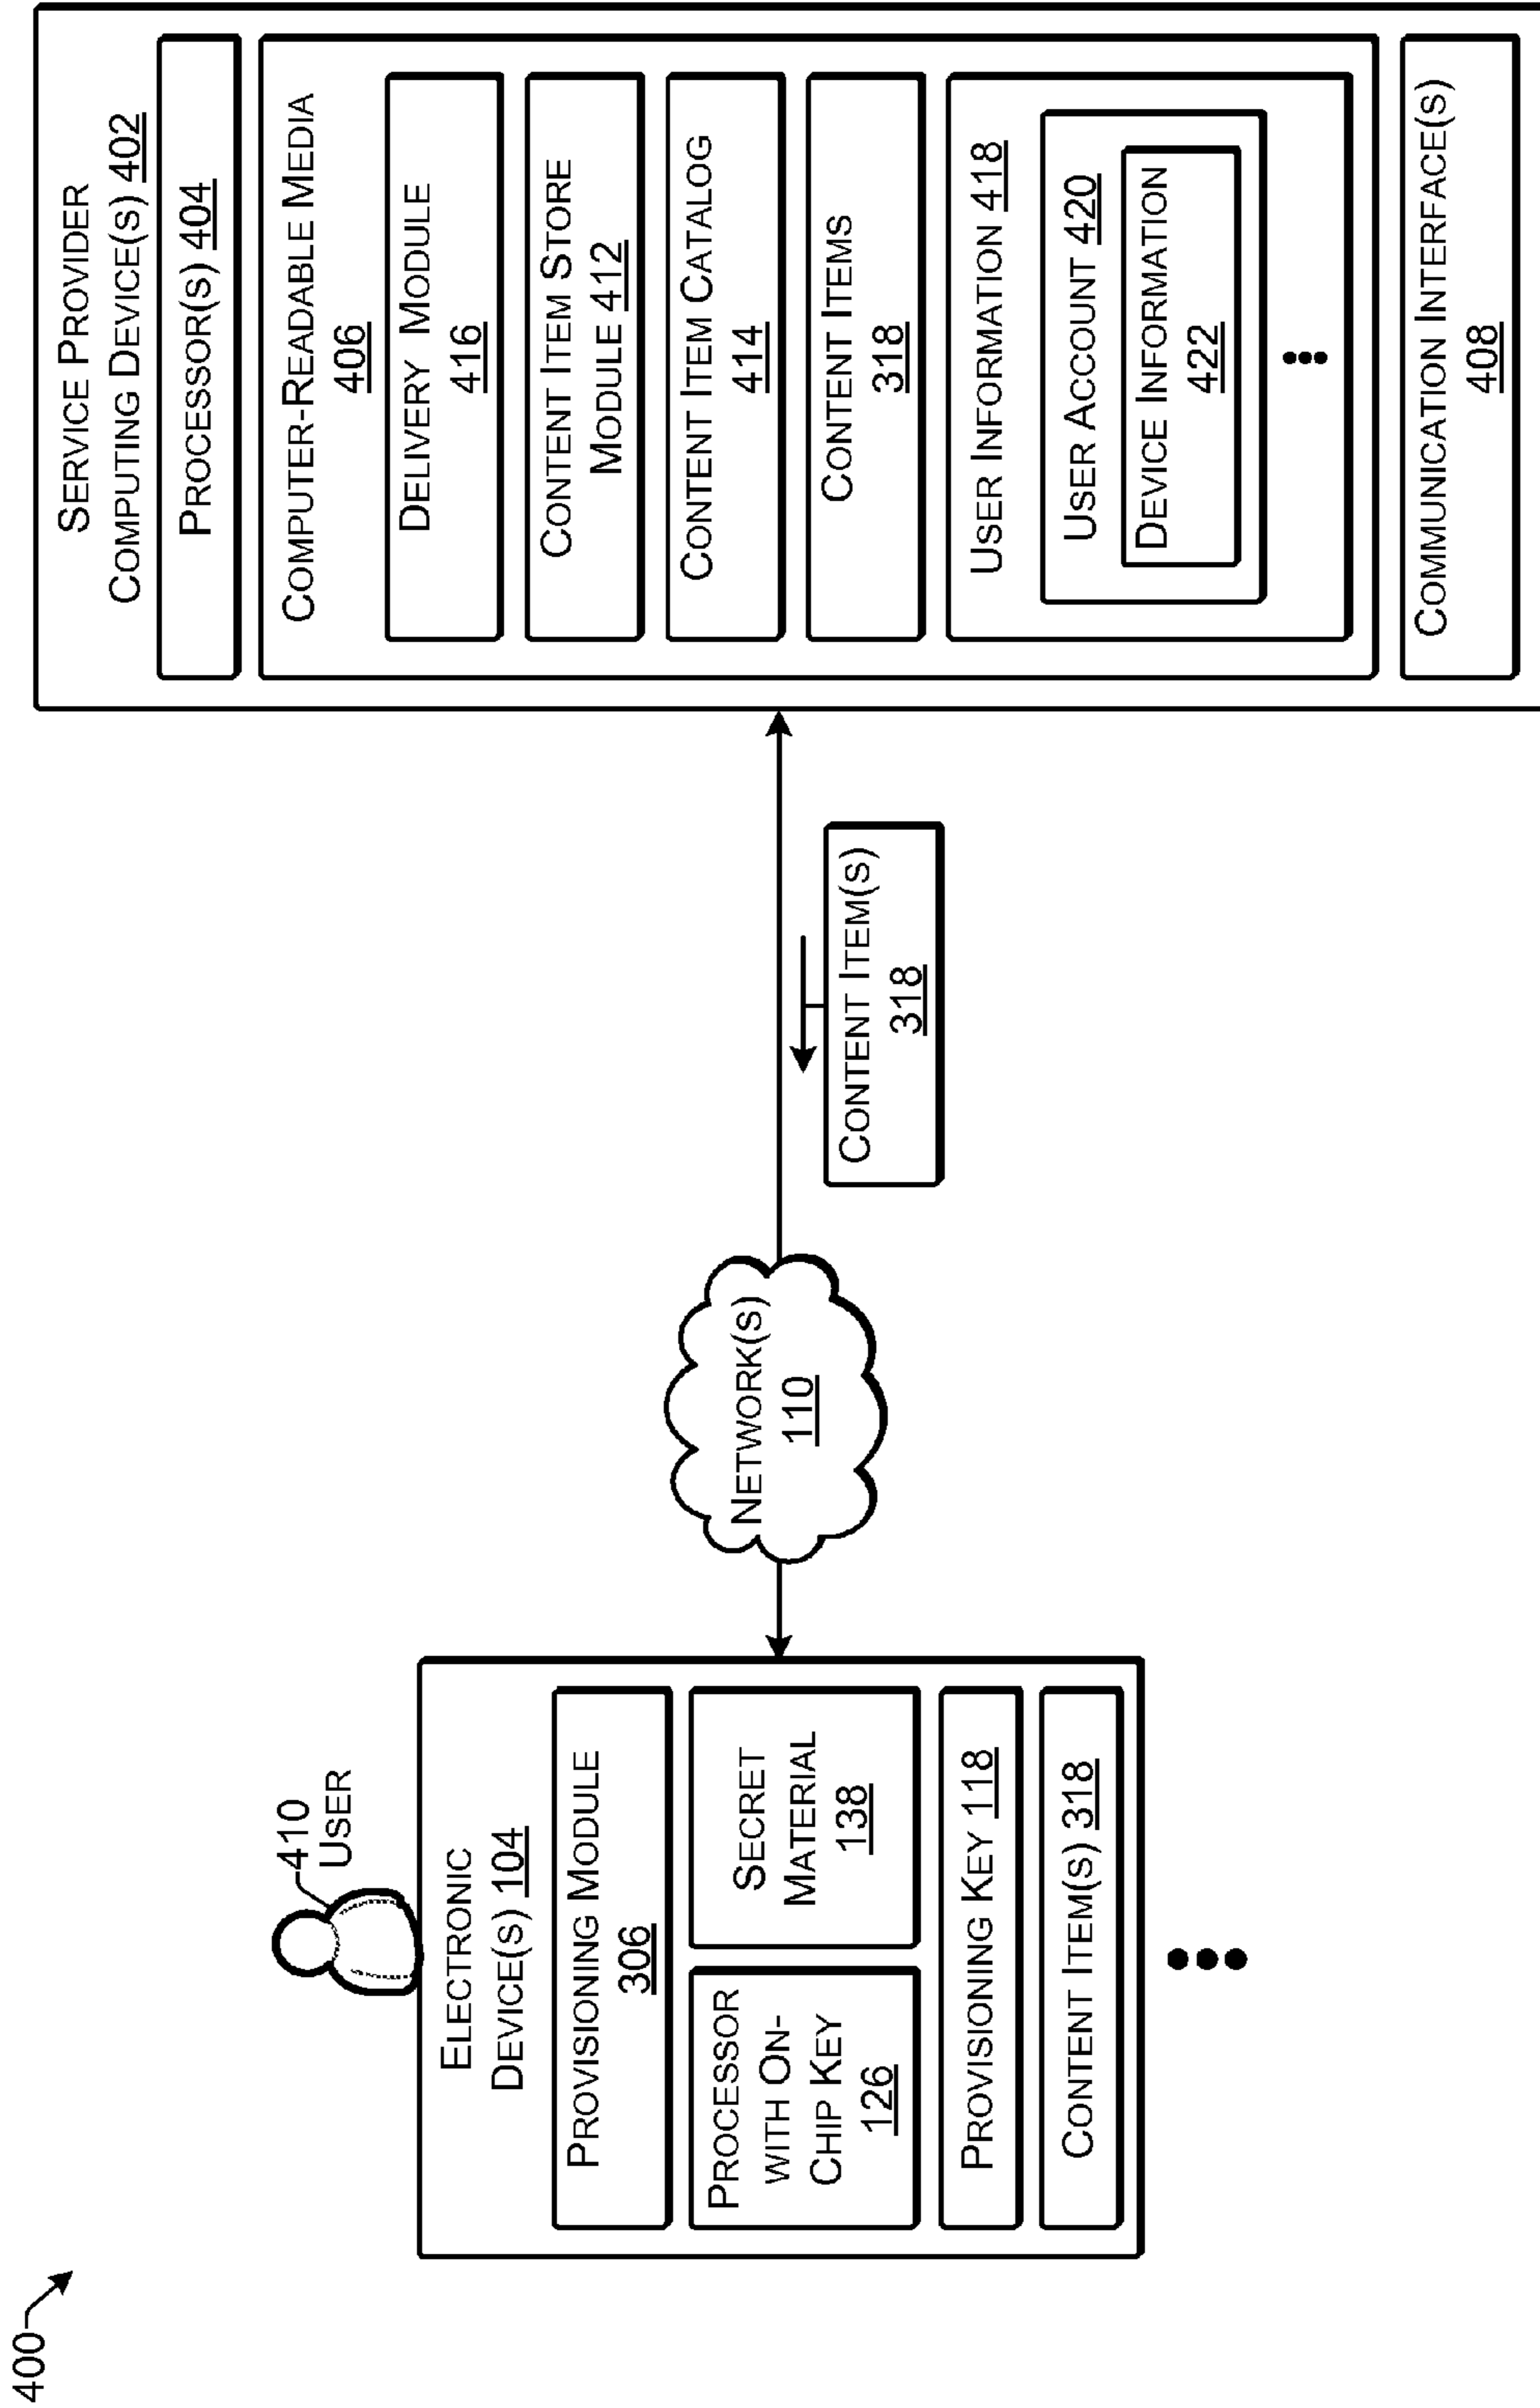 400
410
USER
ELECTRONIC
DEVICE(S) 104
PROVISIONING MODULE
306
PROCESSOR
WITH ON-
CHIP KEY
126
SECRET
MATERIAL
138
PROVISIONING KEY 118
CONTENT ITEM(S) 318
NETWORK(S)
110
CONTENT ITEM(S)
318
SERVICE PROVIDER
COMPUTING DEVICE(S) 402
PROCESSOR(S) 404
COMPUTER-READABLE MEDIA
406
DELIVERY MODULE
416
CONTENT ITEM STORE
MODULE 412
CONTENT ITEM CATALOG
414
CONTENT ITEMS
318
USER INFORMATION 418
USER ACCOUNT 420
DEVICE INFORMATION
422
COMMUNICATION INTERFACE(S)
408